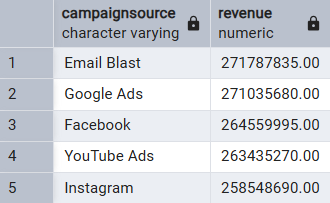 campaignsource revenue
character varying numeric
1 Email Blast 271787835.00
2 Google Ads 271035680.00
3 Facebook 264559995.00
4 YouTube Ads 263435270.00
5 Instagram 258548690.00